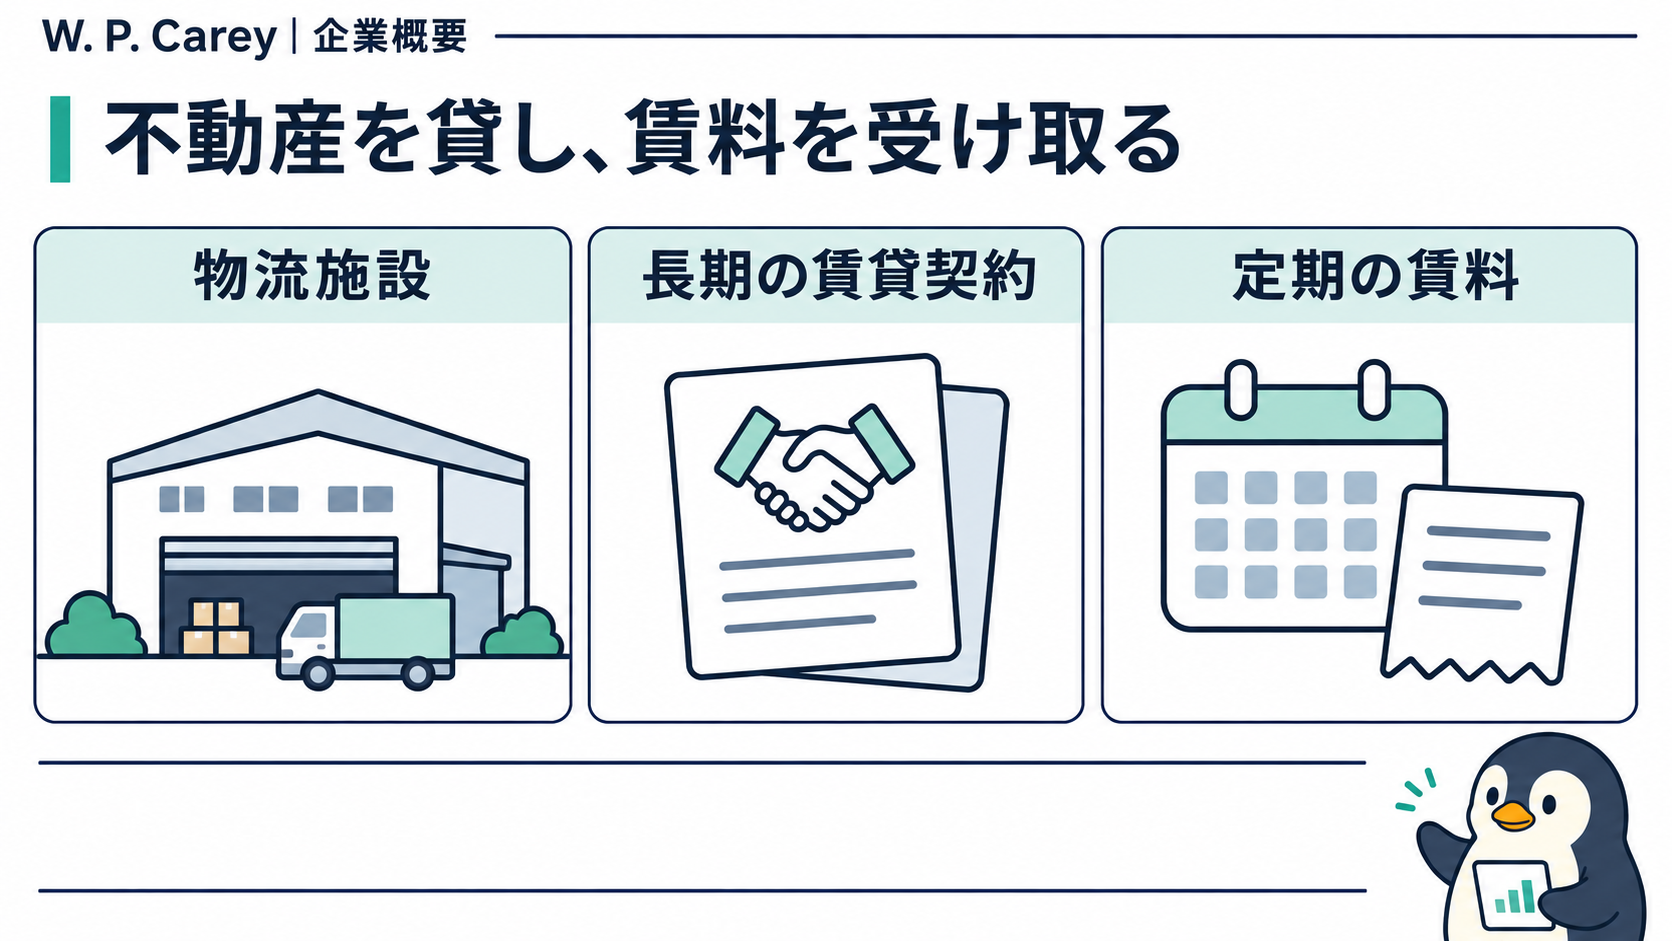 W. P. Carey | 企業概要
不動産を貸し、賃料を受け取る
物流施設
長期の賃貸契約
定期の賃料